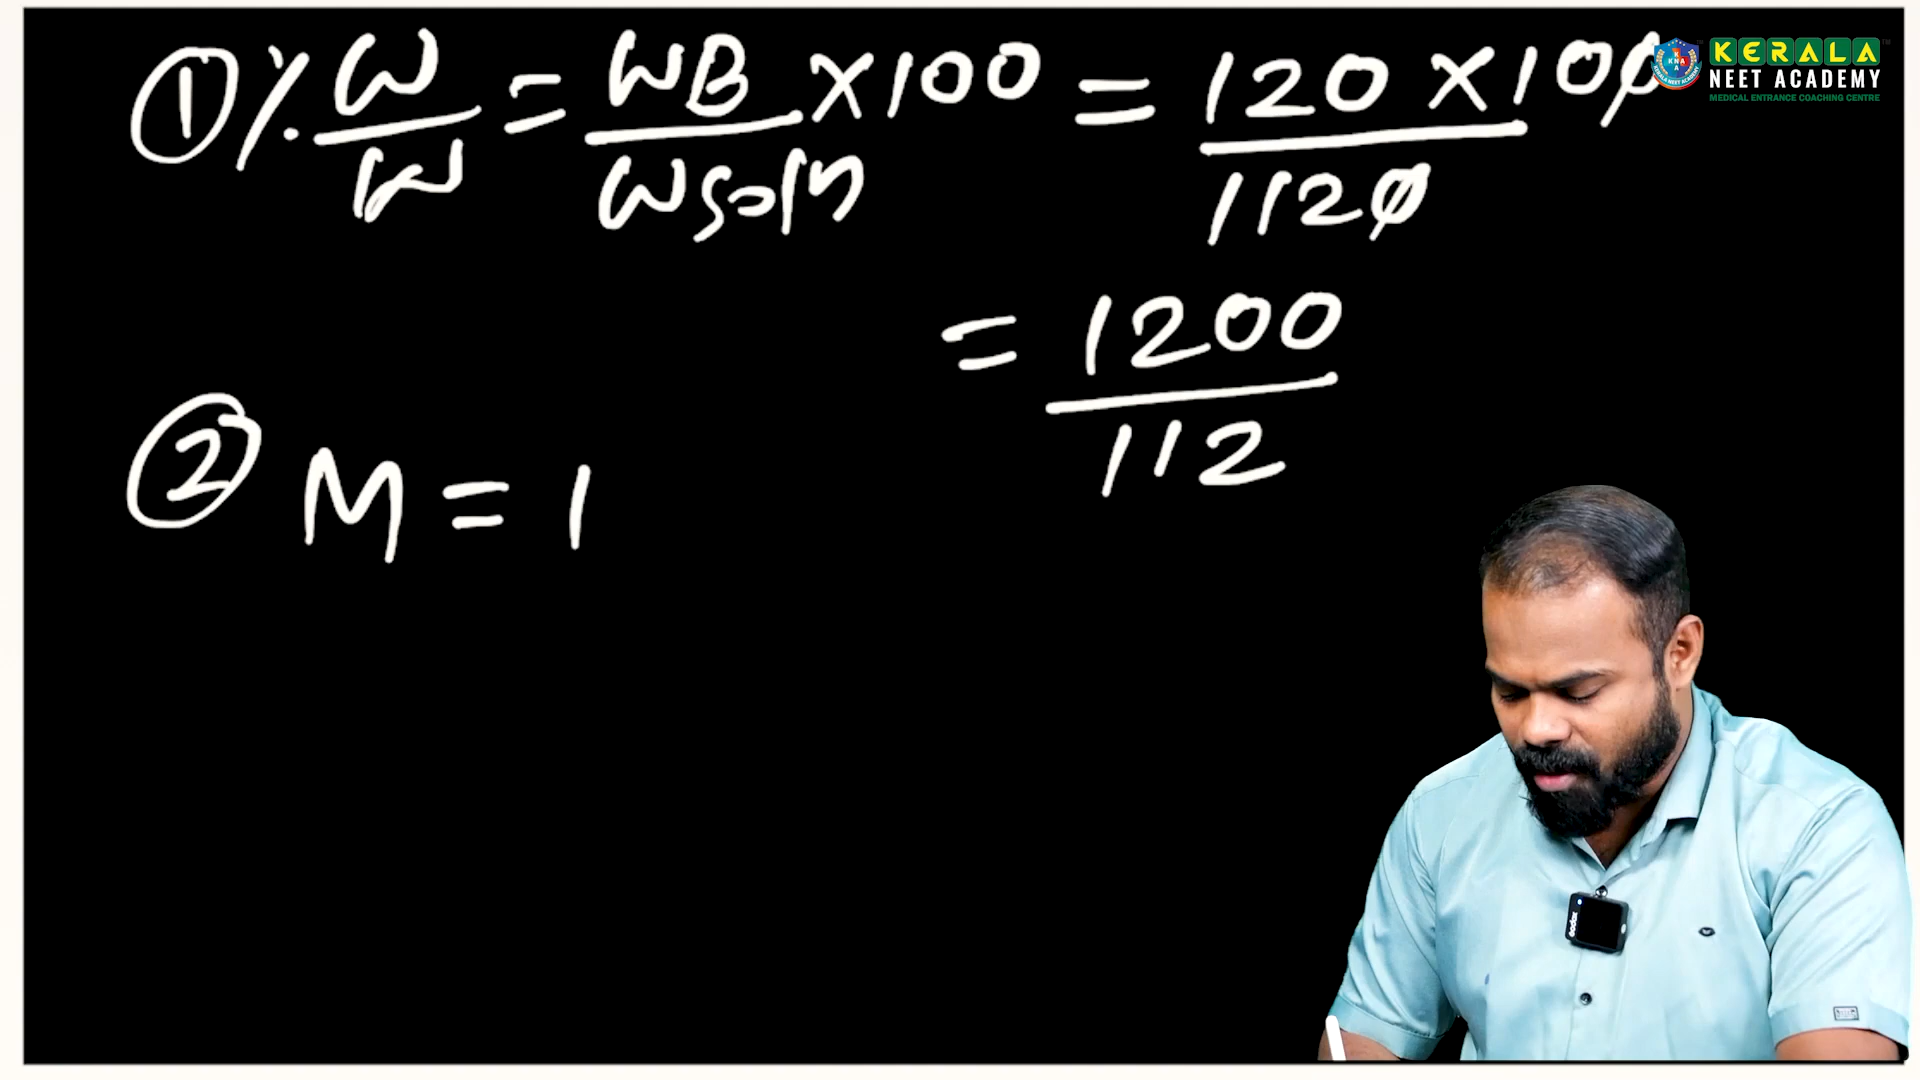 ① % W/W = WB/Wsoln × 100 = 120 × 100/1120
= 1200/112
② M = 1
KERALA
NEET ACADEMY
MEDICAL ENTRANCE COACHING CENTRE